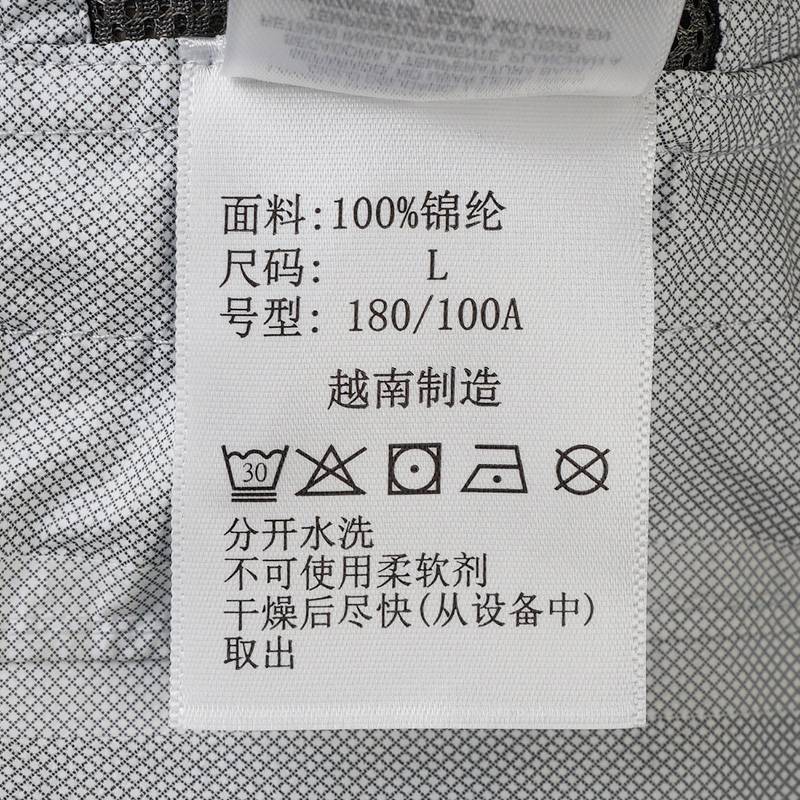 面料:100%锦纶
尺码: L
号型: 180/100A
越南制造
30
分开水洗
不可使用柔软剂
干燥后尽快(从设备中)
取出